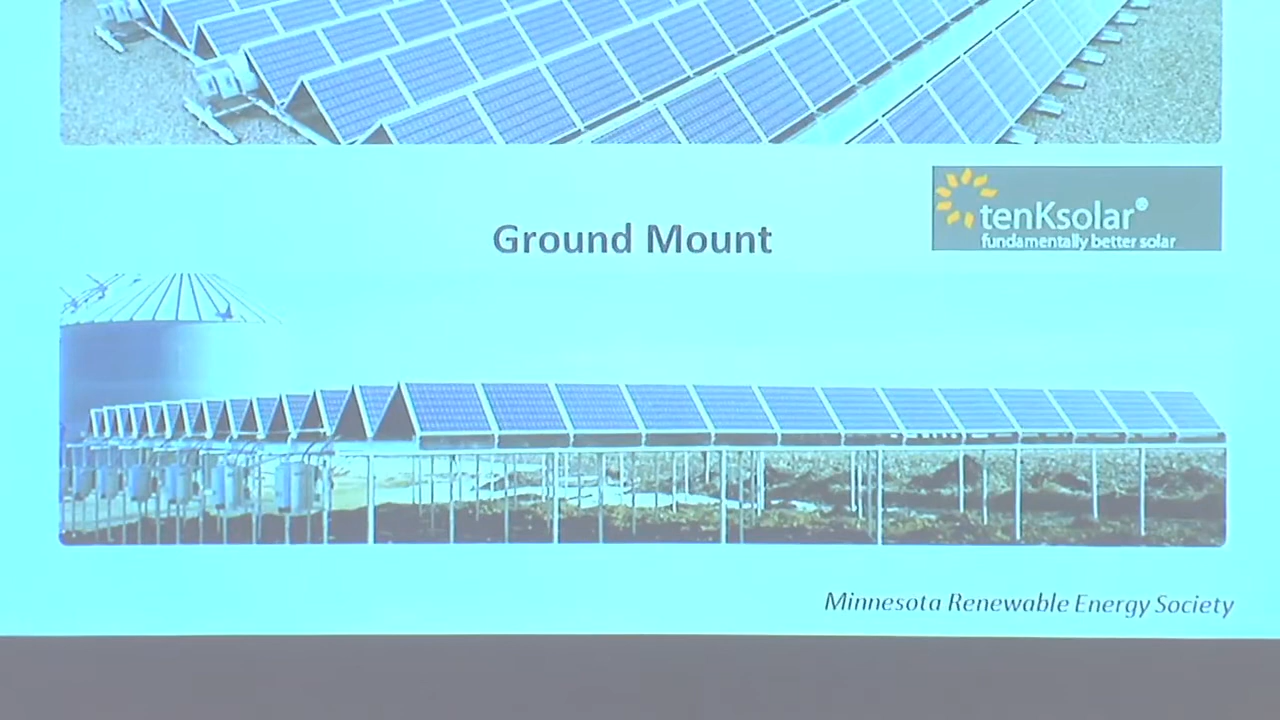 tenKsolar®
fundamentally better solar
Ground Mount
Minnesota Renewable Energy Society